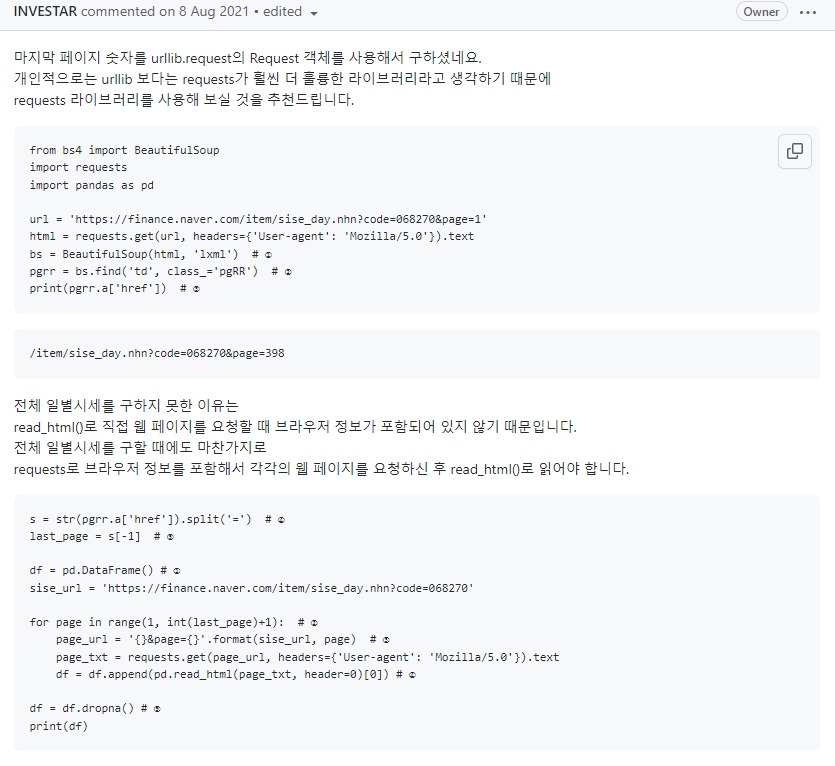 INVESTAR commented on 8 Aug 2021 • edited
Owner
마지막 페이지 숫자를 urllib.request의 Request 객체를 사용해서 구하셨네요.
개인적으로는 urllib 보다는 requests가 훨씬 더 훌륭한 라이브러리라고 생각하기 때문에
requests 라이브러리를 사용해 보실 것을 추천드립니다.
from bs4 import BeautifulSoup
import requests
import pandas as pd
url = 'https://finance.naver.com/item/sise_day.nhn?code=068270&page=1'
html = requests.get(url, headers={'User-agent': 'Mozilla/5.0'}).text
bs = BeautifulSoup(html, 'lxml')  #
pgrr = bs.find('td', class_='pgRR')  #
print(pgrr.a['href'])  #
/item/sise_day.nhn?code=068270&page=398
전체 일별시세를 구하지 못한 이유는
read_html()로 직접 웹 페이지를 요청할 때 브라우저 정보가 포함되어 있지 않기 때문입니다.
전체 일별시세를 구할 때에도 마찬가지로
requests로 브라우저 정보를 포함해서 각각의 웹 페이지를 요청하신 후 read_html()로 읽어야 합니다.
s = str(pgrr.a['href']).split('=')  #
last_page = s[-1]  #
df = pd.DataFrame() #
sise_url = 'https://finance.naver.com/item/sise_day.nhn?code=068270'
for page in range(1, int(last_page)+1):  #
    page_url = '{}&page={}'.format(sise_url, page)  #
    page_txt = requests.get(page_url, headers={'User-agent': 'Mozilla/5.0'}).text
    df = df.append(pd.read_html(page_txt, header=0)[0]) #
df = df.dropna() #
print(df)